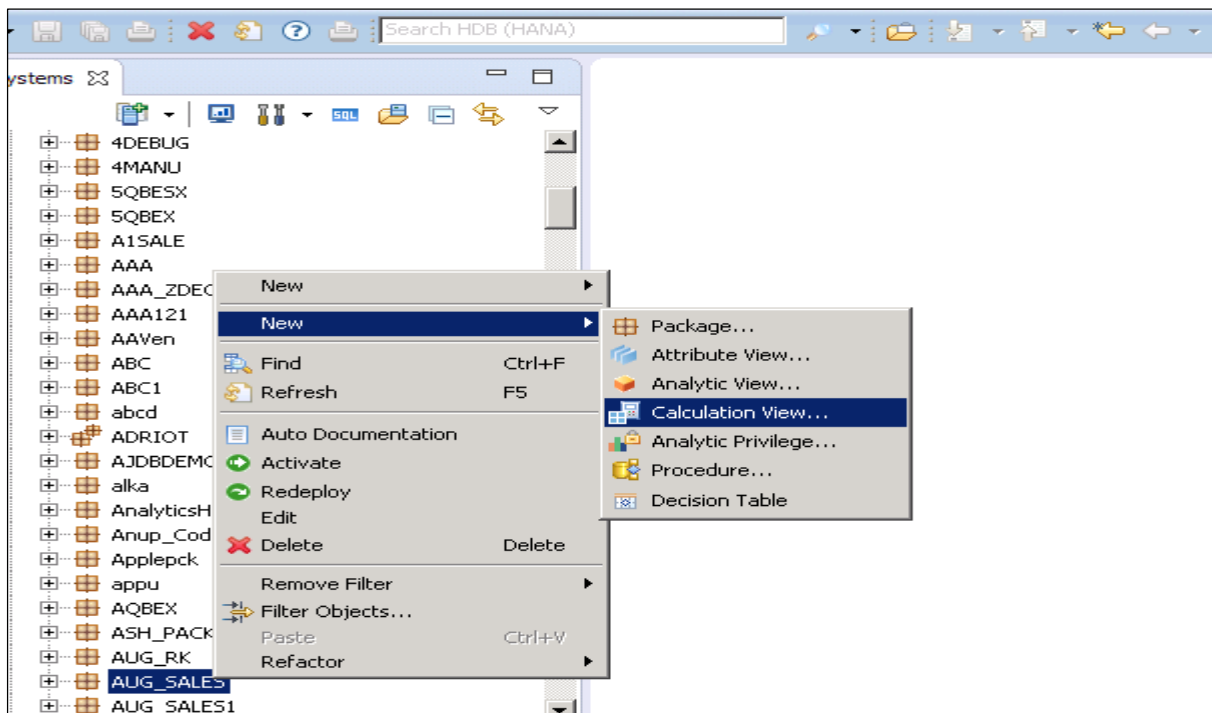 Search HDB (HANA)
ystems
SQL
4DEBUG
4MANU
5QBESX
5QBEX
A1SALE
AAA
AAA_ZDEC
AAA121
AAVen
ABC
ABC1
abcd
ADRIOT
AJDBDEMO
alka
AnalyticsH
Anup_Cod
Applepck
appu
AQBEX
ASH_PACK
AUG_RK
AUG_SALES
AUG_SALES1
New
New
Find Ctrl+F
Refresh F5
Auto Documentation
Activate
Redeploy
Edit
Delete Delete
Remove Filter
Filter Objects...
Paste Ctrl+V
Refactor
Package...
Attribute View...
Analytic View...
Calculation View...
Analytic Privilege...
Procedure...
Decision Table